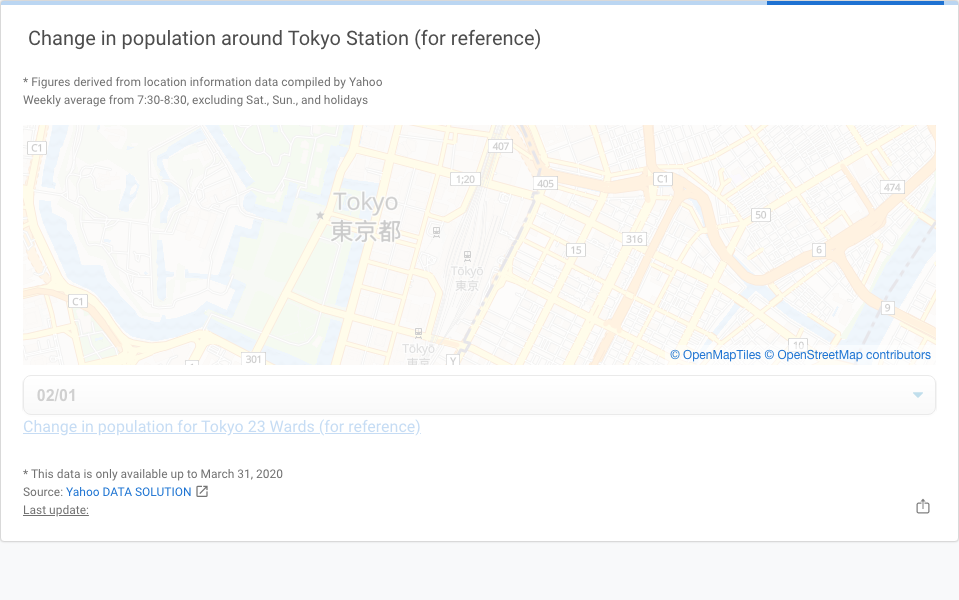 Change in population around Tokyo Station (for reference)
* Figures derived from location information data compiled by Yahoo
Weekly average from 7:30-8:30, excluding Sat., Sun., and holidays
C1
407
1;20
405
C1
474
Tokyo
東京都
50
316
15
6
Tōkyō
東京
C1
9
10
Tōkyō
東京
301
1
Y
© OpenMapTiles © OpenStreetMap contributors
02/01
Change in population for Tokyo 23 Wards (for reference)
* This data is only available up to March 31, 2020
Source: Yahoo DATA SOLUTION
Last update: